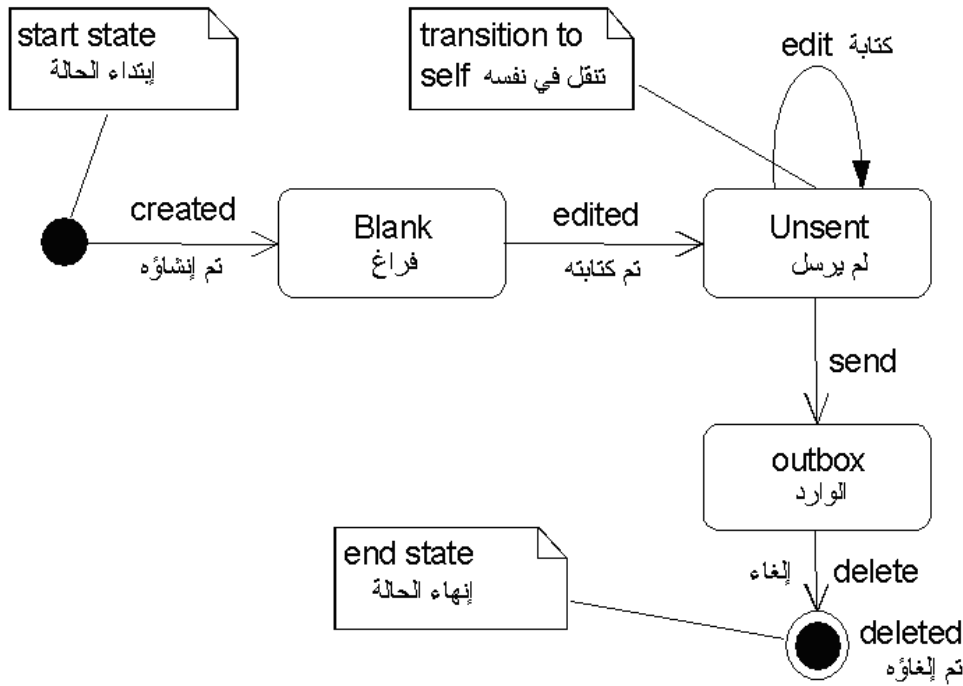 start state
إبتداء الحالة
transition to
self تنقل في نفسه
edit كتابة
created
تم إنشاؤه
Blank
فراغ
edited
تم كتابته
Unsent
لم يرسل
send
outbox
الوارد
end state
إنهاء الحالة
إلغاء delete
deleted
تم إلغاؤه